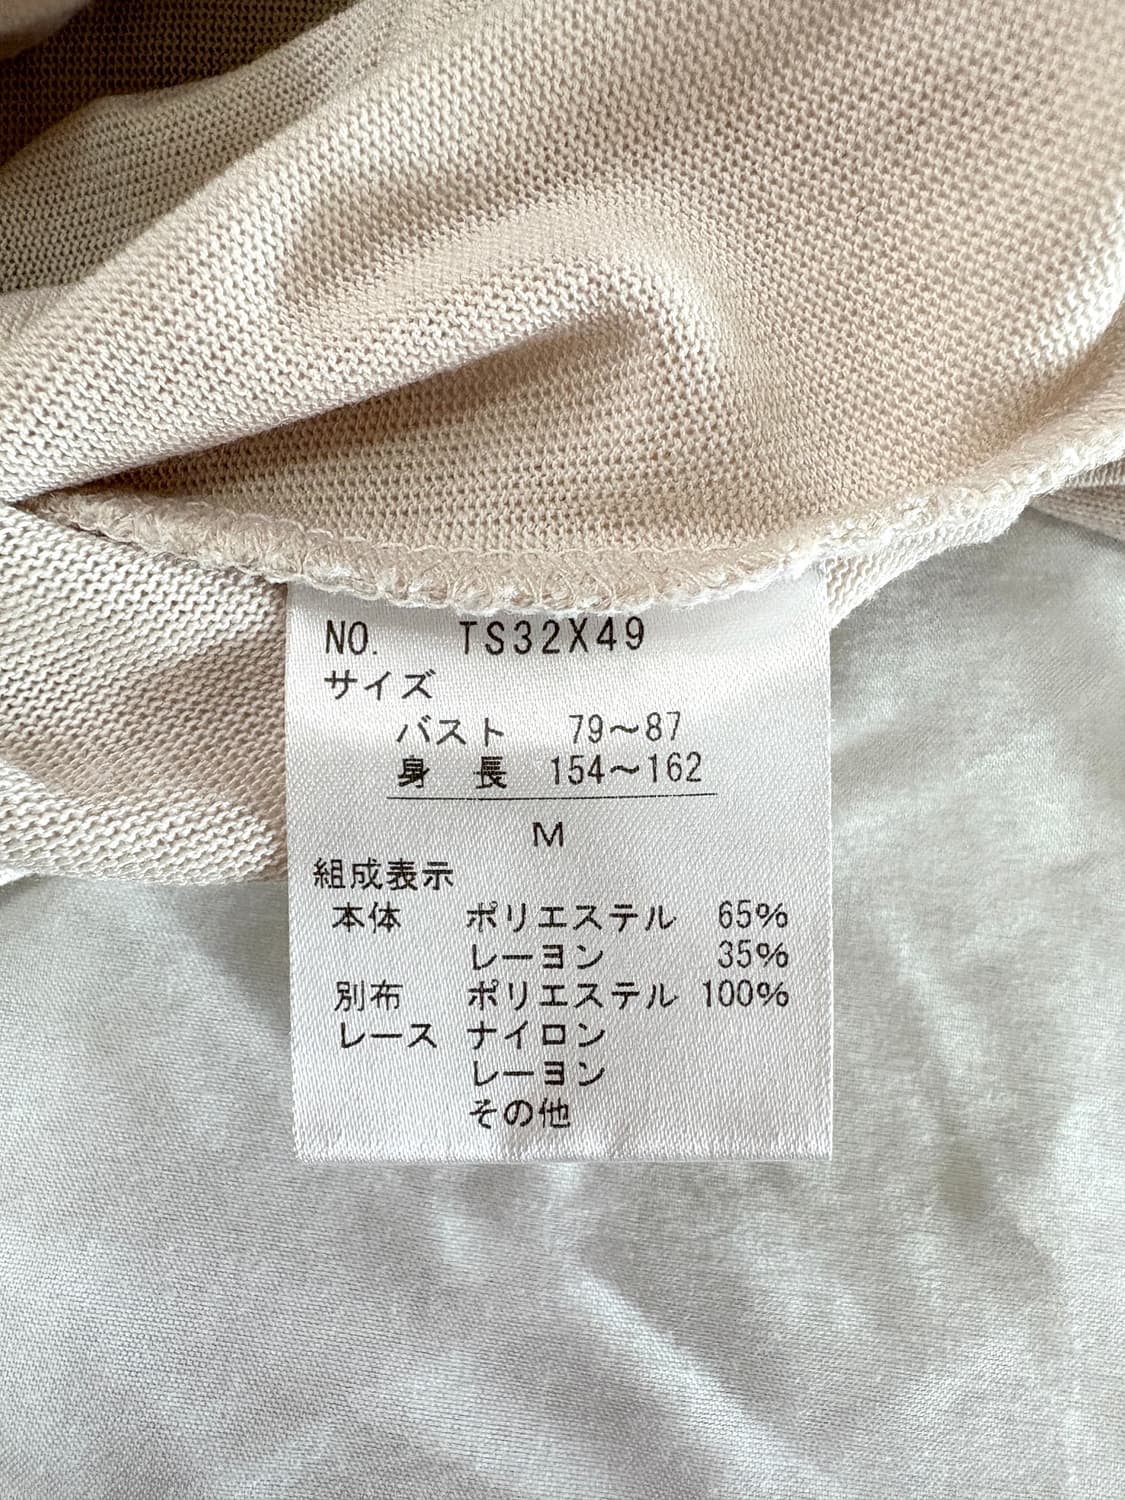 NO. TS32X49
サイズ
バスト 79～87
身 長 154～162
M
組成表示
本体 ポリエステル 65%
レーヨン 35%
別布 ポリエステル 100%
レース ナイロン
レーヨン
その他